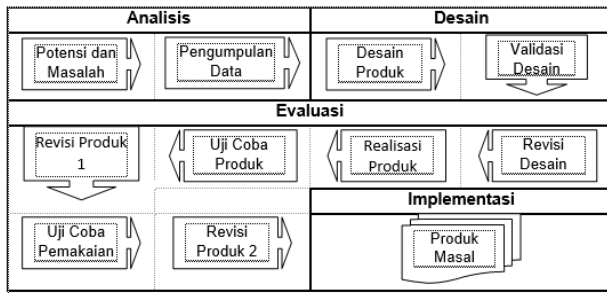 Analisis
Desain
Potensi dan
Masalah
Pengumpulan
Data
Desain
Produk
Validasi
Desain
Evaluasi
Revisi Produk
1
Uji Coba
Produk
Realisasi
Produk
Revisi
Desain
Implementasi
Uji Coba
Pemakaian
Revisi
Produk 2
Produk
Masal